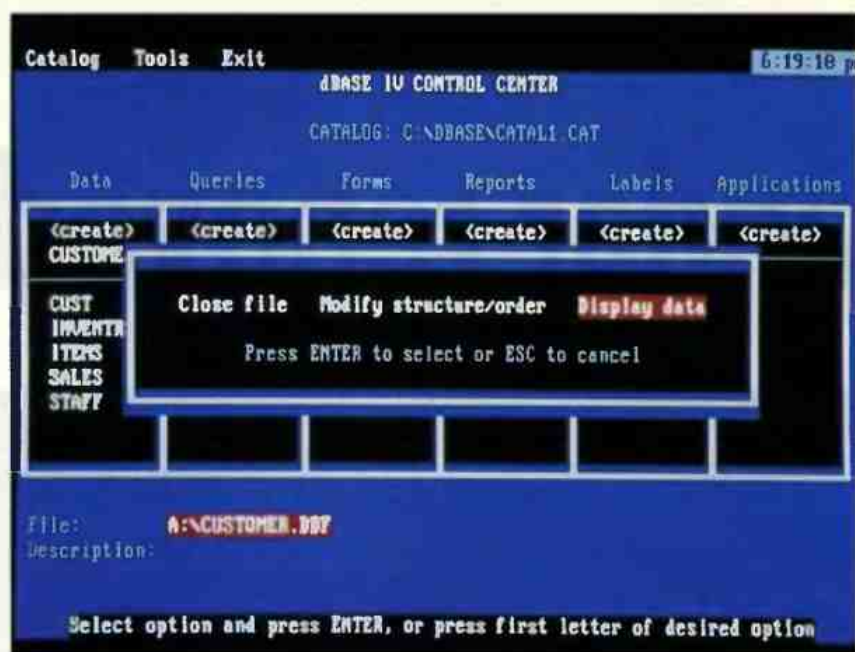 Catalog Tools Exit 6:19:10 p
dBASE IV CONTROL CENTER
CATALOG: C:\DBASE\CATAL1.CAT
Data Queries Forms Reports Labels Applications
<create> <create> <create> <create> <create> <create>
CUSTOME
CUST
INVENTR
ITEMS
SALES
STAFF
Close file Modify structure/order Display data
Press ENTER to select or ESC to cancel
File: A:\CUSTOMER.DBF
Description:
Select option and press ENTER, or press first letter of desired option